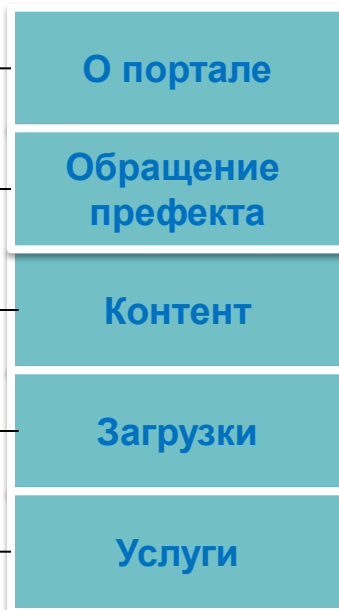 О портале
Обращение
префекта
Контент
Загрузки
Услуги